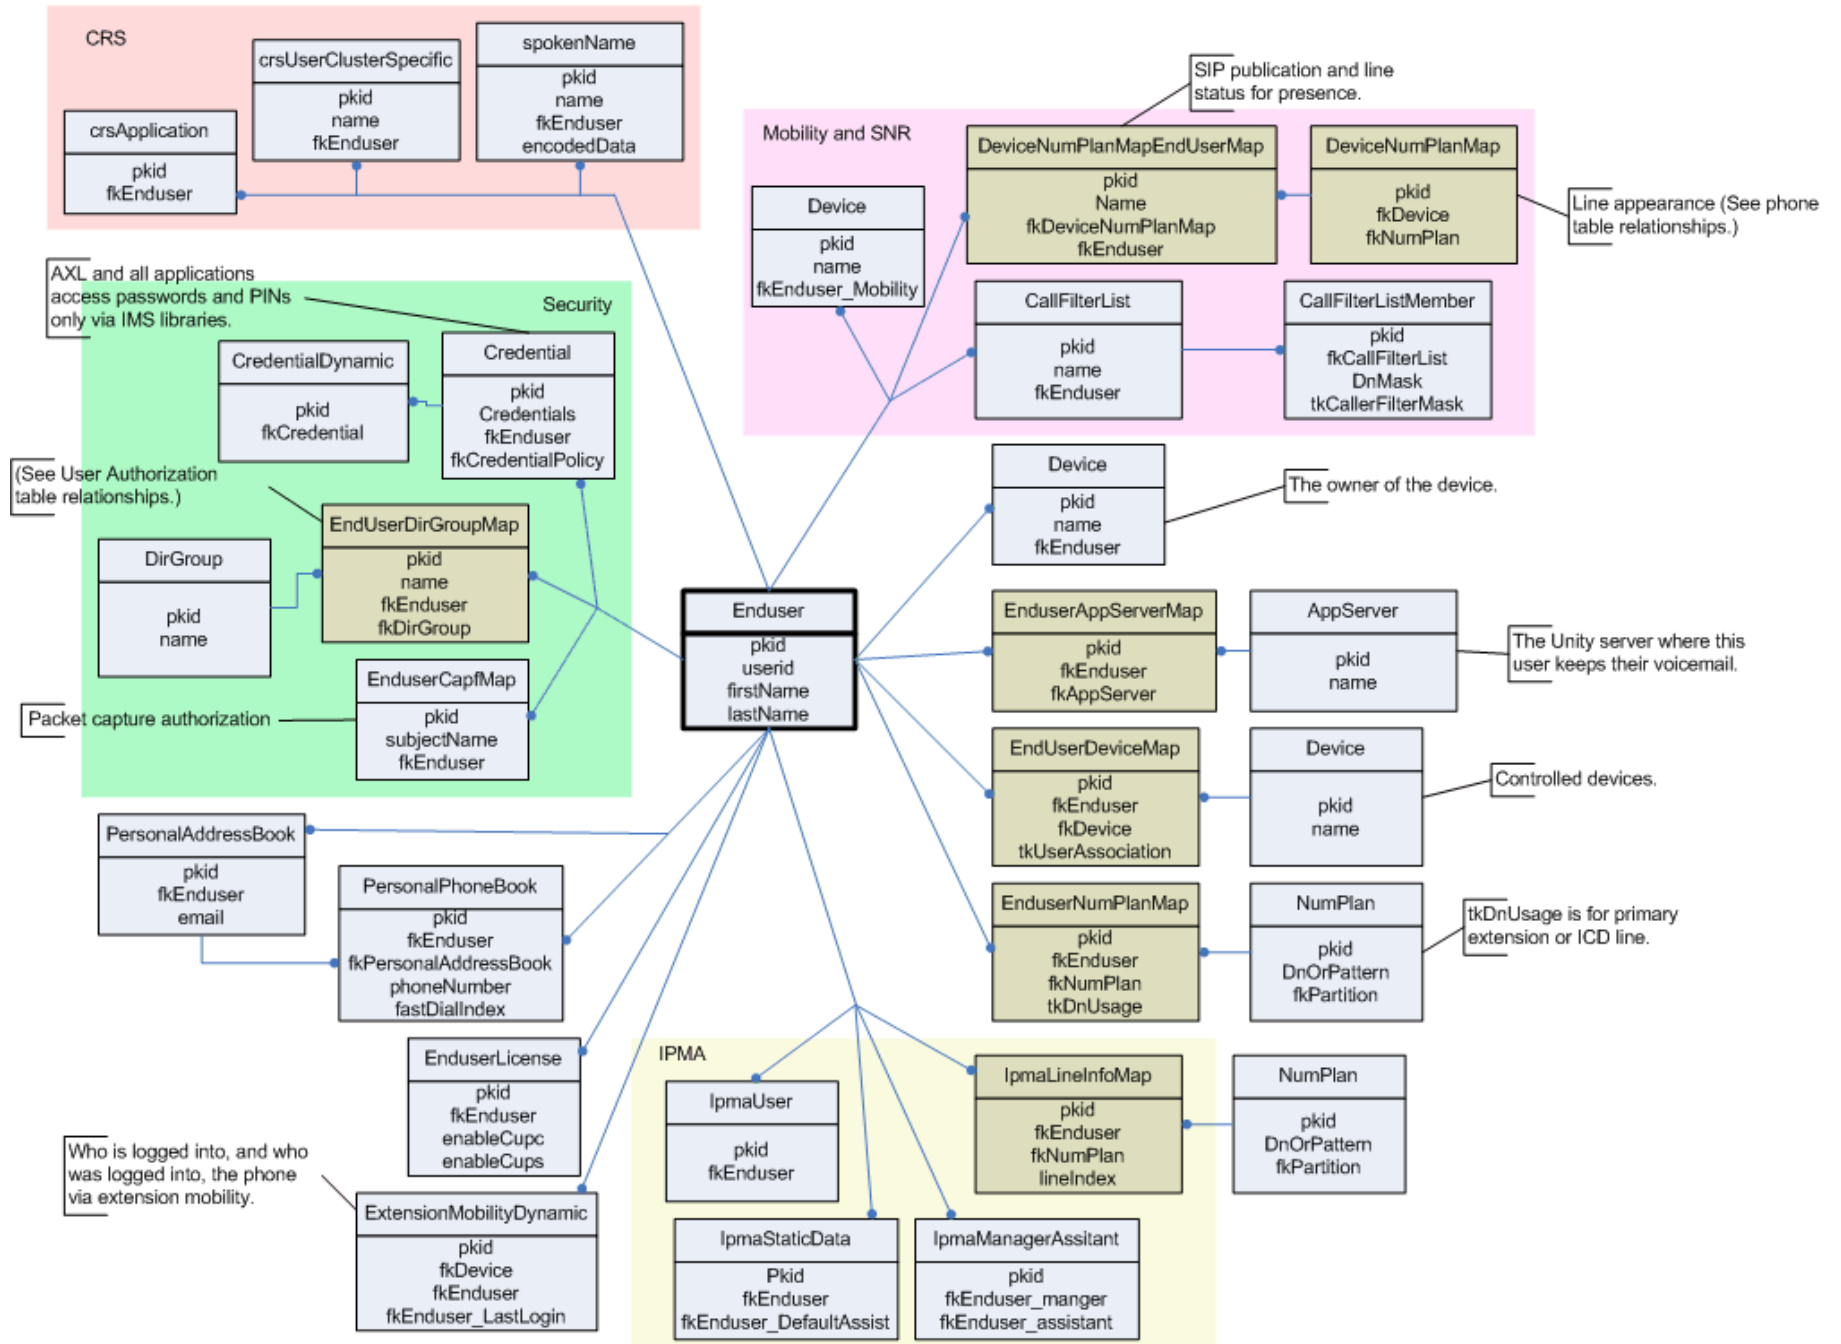 CRS
crsApplication
pkid
fkEnduser
crsUserClusterSpecific
pkid
name
fkEnduser
spokenName
pkid
name
fkEnduser
encodedData
SIP publication and line
status for presence.
Mobility and SNR
Device
pkid
name
fkEnduser_Mobility
DeviceNumPlanMapEndUserMap
pkid
Name
fkDeviceNumPlanMap
fkEnduser
DeviceNumPlanMap
pkid
fkDevice
fkNumPlan
Line appearance (See phone
table relationships.)
CallFilterList
pkid
name
fkEnduser
CallFilterListMember
pkid
fkCallFilterList
DnMask
tkCallerFilterMask
AXL and all applications
access passwords and PINs
only via IMS libraries.
Security
CredentialDynamic
pkid
fkCredential
Credential
pkid
Credentials
fkEnduser
fkCredentialPolicy
(See User Authorization
table relationships.)
DirGroup
pkid
name
EndUserDirGroupMap
pkid
name
fkEnduser
fkDirGroup
EnduserCapfMap
pkid
subjectName
fkEnduser
Packet capture authorization
Enduser
pkid
userid
firstName
lastName
Device
pkid
name
fkEnduser
The owner of the device.
EnduserAppServerMap
pkid
fkEnduser
fkAppServer
AppServer
pkid
name
The Unity server where this
user keeps their voicemail.
EndUserDeviceMap
pkid
fkEnduser
fkDevice
tkUserAssociation
Device
pkid
name
Controlled devices.
EnduserNumPlanMap
pkid
fkEnduser
fkNumPlan
tkDnUsage
NumPlan
pkid
DnOrPattern
fkPartition
tkDnUsage is for primary
extension or ICD line.
PersonalAddressBook
pkid
fkEnduser
email
PersonalPhoneBook
pkid
fkEnduser
fkPersonalAddressBook
phoneNumber
fastDialIndex
EnduserLicense
pkid
fkEnduser
enableCupc
enableCups
Who is logged into, and who
was logged into, the phone
via extension mobility.
ExtensionMobilityDynamic
pkid
fkDevice
fkEnduser
fkEnduser_LastLogin
IPMA
IpmaUser
pkid
fkEnduser
IpmaLineInfoMap
pkid
fkEnduser
fkNumPlan
lineIndex
NumPlan
pkid
DnOrPattern
fkPartition
IpmaStaticData
Pkid
fkEnduser
fkEnduser_DefaultAssist
IpmaManagerAssitant
pkid
fkEnduser_manger
fkEnduser_assistant